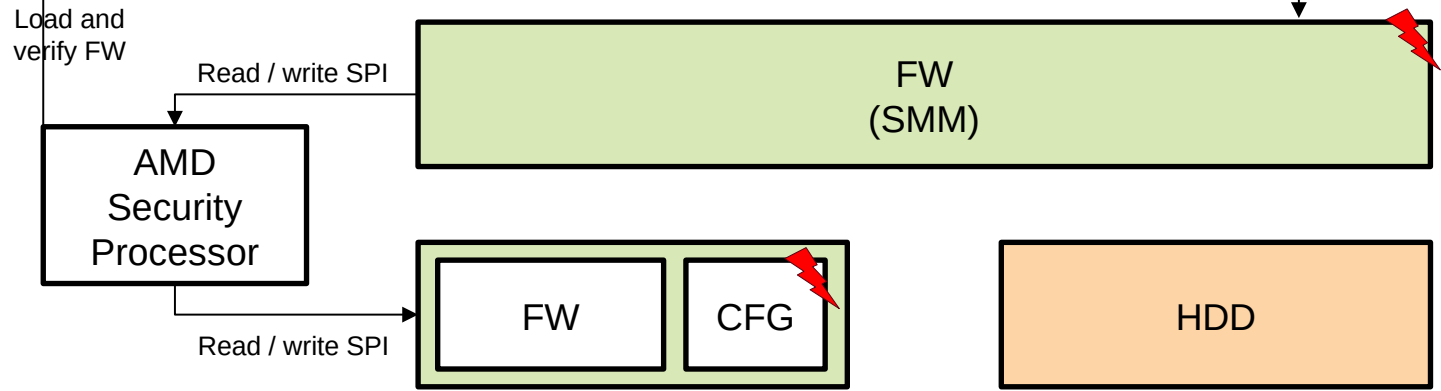 Load and
verify FW
Read / write SPI
FW
(SMM)
AMD
Security
Processor
FW
CFG
HDD
Read / write SPI